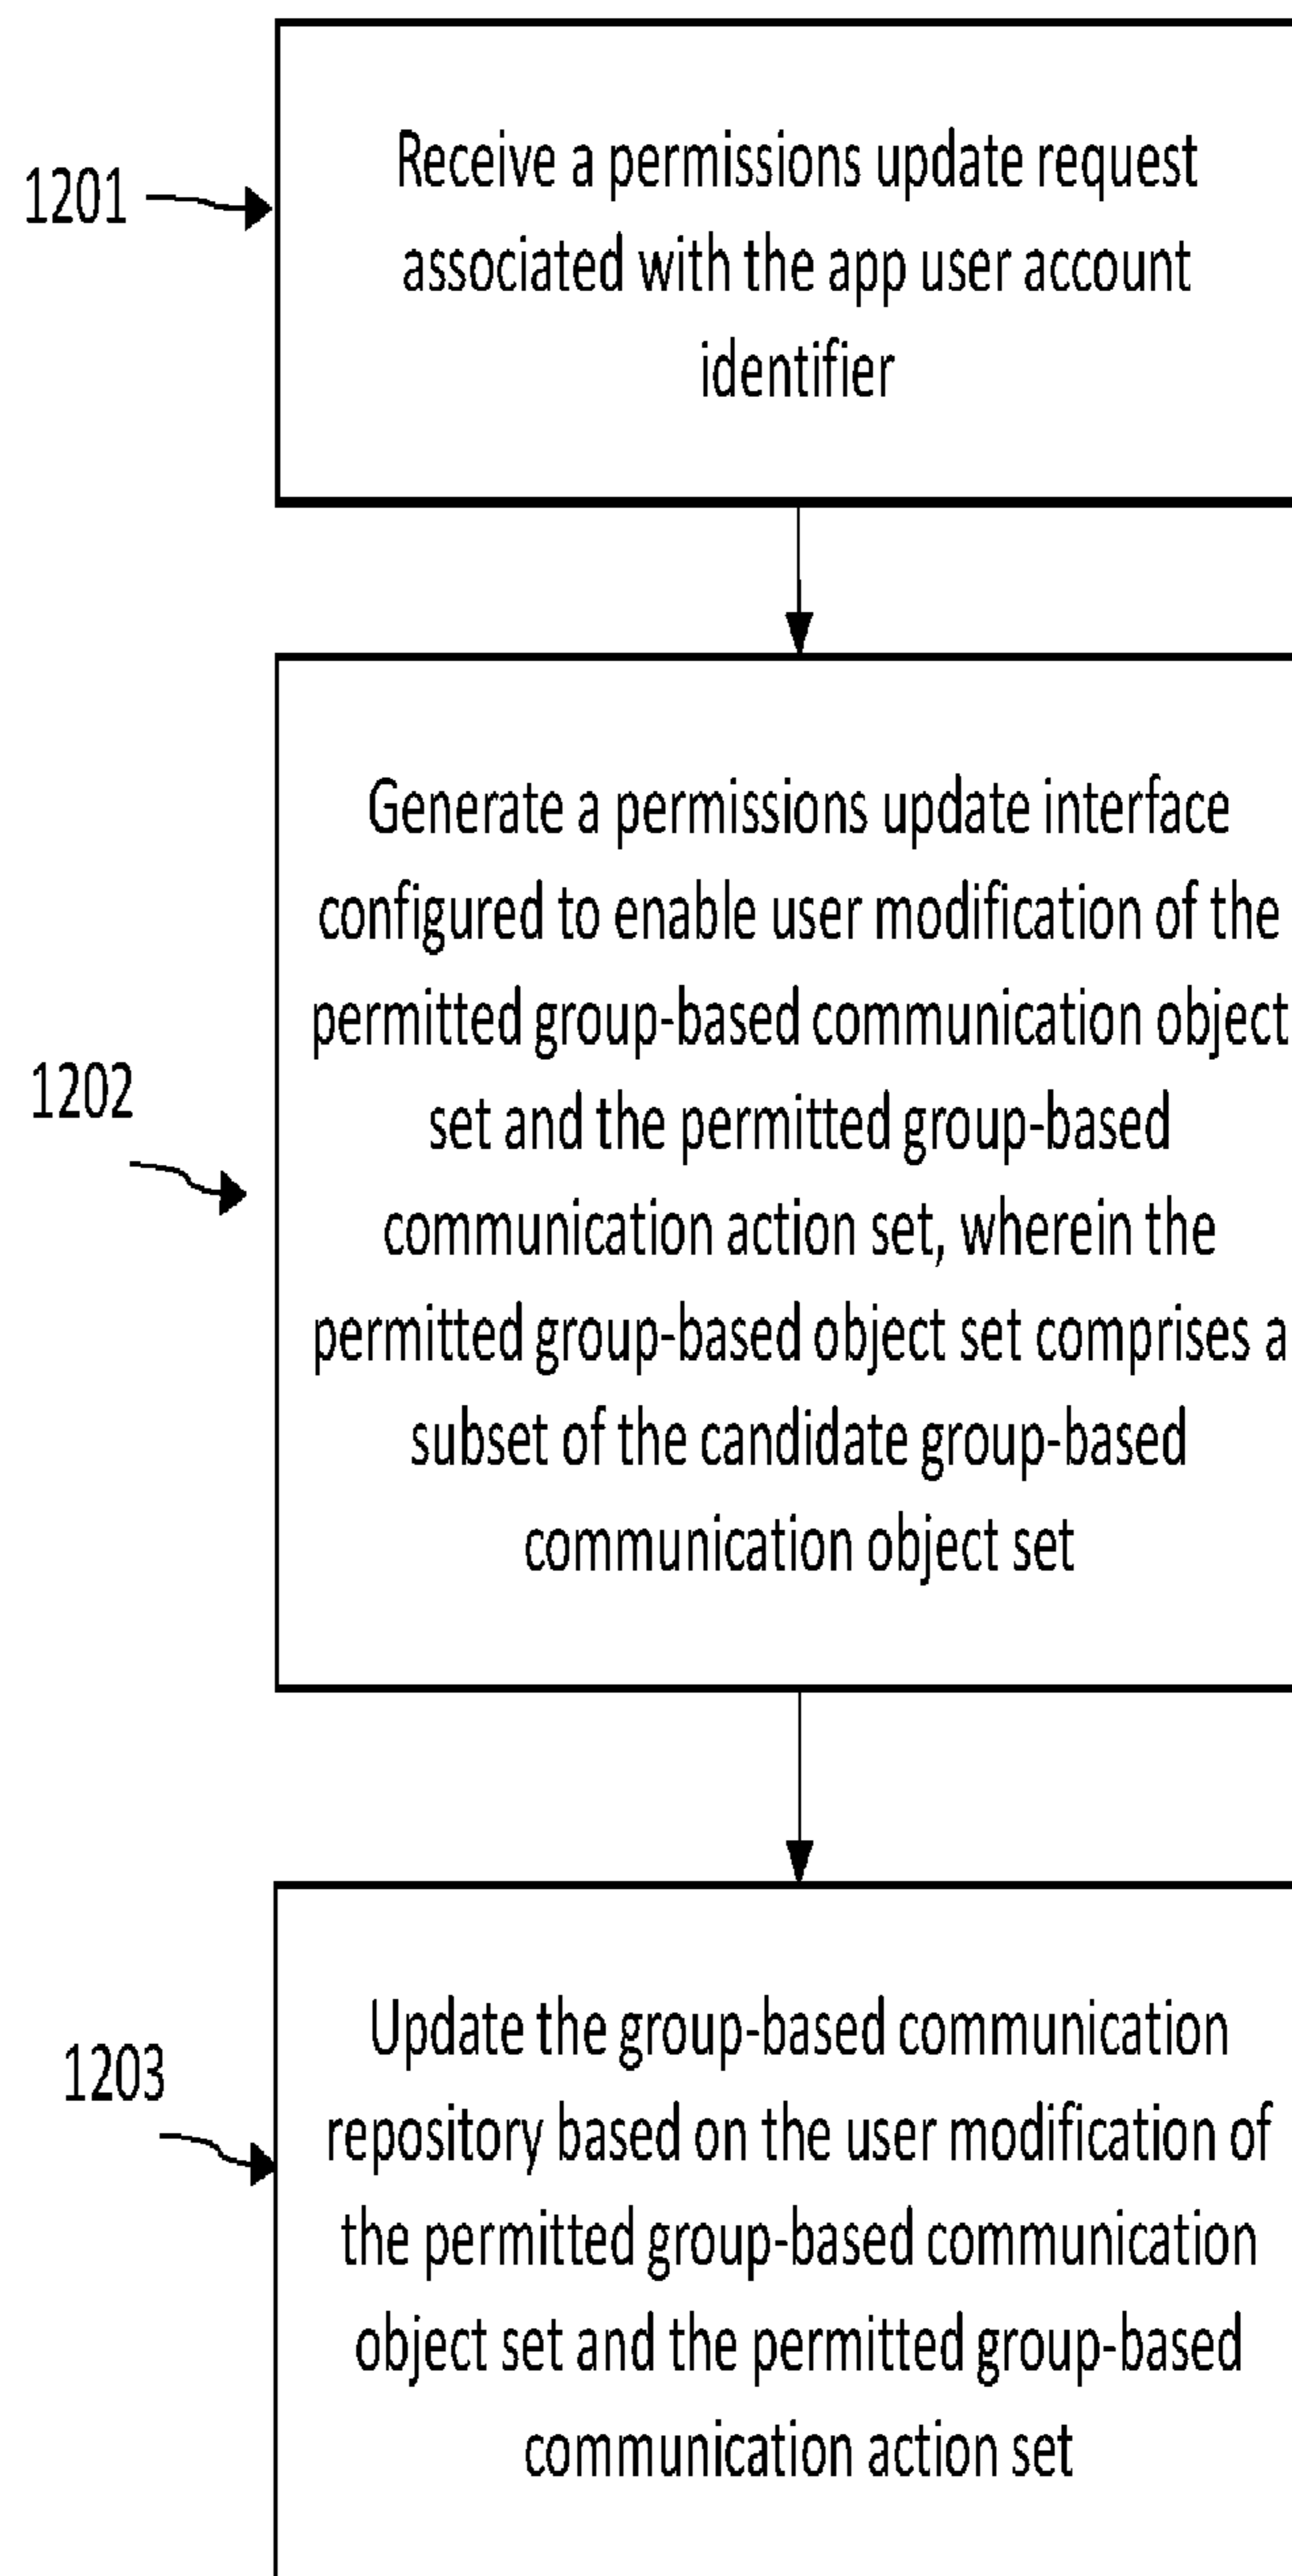 1201
Receive a permissions update request
associated with the app user account
identifier
1202
Generate a permissions update interface
configured to enable user modification of the
permitted group-based communication object
set and the permitted group-based
communication action set, wherein the
permitted group-based object set comprises a
subset of the candidate group-based
communication object set
1203
Update the group-based communication
repository based on the user modification of
the permitted group-based communication
object set and the permitted group-based
communication action set